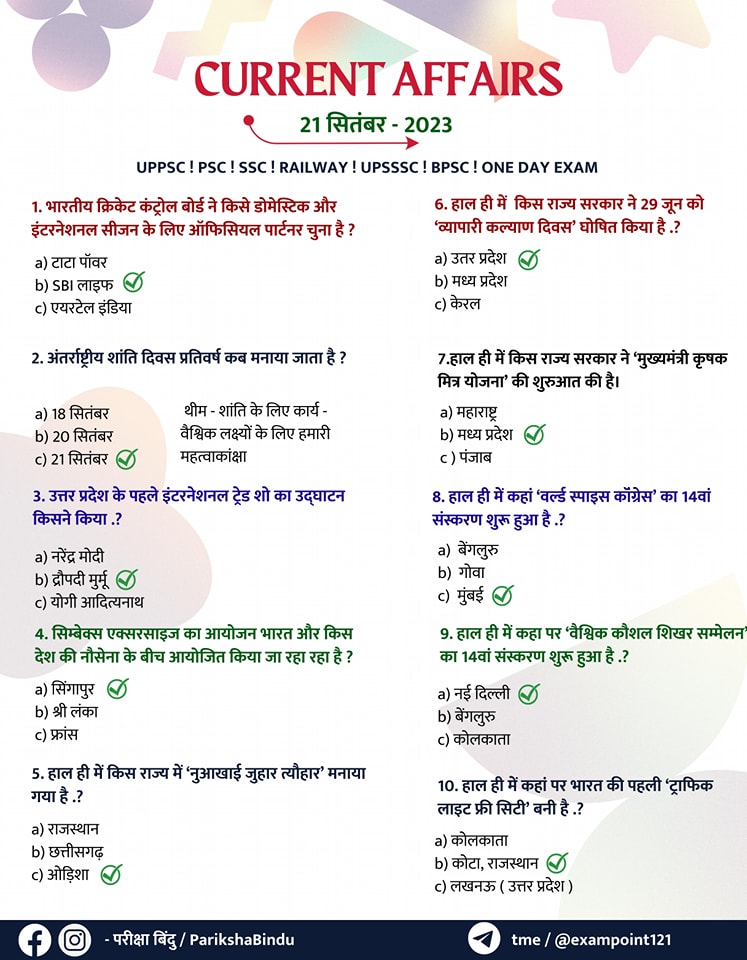 CURRENT AFFAIRS
21 सितंबर - 2023
UPPSC ! PSC ! SSC ! RAILWAY ! UPSSSC ! BPSC ! ONE DAY EXAM
1. भारतीय क्रिकेट कंट्रोल बोर्ड ने किसे डोमेस्टिक और
इंटरनेशनल सीजन के लिए ऑफिसियल पार्टनर चुना है ?
a) टाटा पॉवर
b) SBI लाइफ
c) एयरटेल इंडिया
2. अंतर्राष्ट्रीय शांति दिवस प्रतिवर्ष कब मनाया जाता है ?
a) 18 सितंबर
b) 20 सितंबर
c) 21 सितंबर
थीम - शांति के लिए कार्य -
वैश्विक लक्ष्यों के लिए हमारी
महत्वाकांक्षा
3. उत्तर प्रदेश के पहले इंटरनेशनल ट्रेड शो का उद्घाटन
किसने किया .?
a) नरेंद्र मोदी
b) द्रौपदी मुर्मू
c) योगी आदित्यनाथ
4. सिम्बेक्स एक्सरसाइज का आयोजन भारत और किस
देश की नौसेना के बीच आयोजित किया जा रहा रहा है ?
a) सिंगापुर
b) श्री लंका
c) फ्रांस
5. हाल ही में किस राज्य में ‘नुआखाई जुहार त्यौहार’ मनाया
गया है .?
a) राजस्थान
b) छत्तीसगढ़
c) ओड़िशा
6. हाल ही में किस राज्य सरकार ने 29 जून को
‘व्यापारी कल्याण दिवस’ घोषित किया है .?
a) उतर प्रदेश
b) मध्य प्रदेश
c) केरल
7.हाल ही में किस राज्य सरकार ने ‘मुख्यमंत्री कृषक
मित्र योजना’ की शुरुआत की है।
a) महाराष्ट्र
b) मध्य प्रदेश
c ) पंजाब
8. हाल ही में कहां ‘वर्ल्ड स्पाइस कॉंग्रेस’ का 14वां
संस्करण शुरू हुआ है .?
a) बेंगलुरु
b) गोवा
c) मुंबई
9. हाल ही में कहा पर ‘वैश्विक कौशल शिखर सम्मेलन’
का 14वां संस्करण शुरू हुआ है .?
a) नई दिल्ली
b) बेंगलुरु
c) कोलकाता
10. हाल ही में कहां पर भारत की पहली ‘ट्राफिक
लाइट फ्री सिटी’ बनी है .?
a) कोलकाता
b) कोटा, राजस्थान
c) लखनऊ ( उत्तर प्रदेश )
- परीक्षा बिंदु / ParikshaBindu
tme / @exampoint121